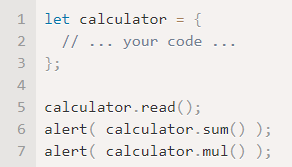 1 let calculator = {
2   // ... your code ...
3 };
4
5 calculator.read();
6 alert( calculator.sum() );
7 alert( calculator.mul() );